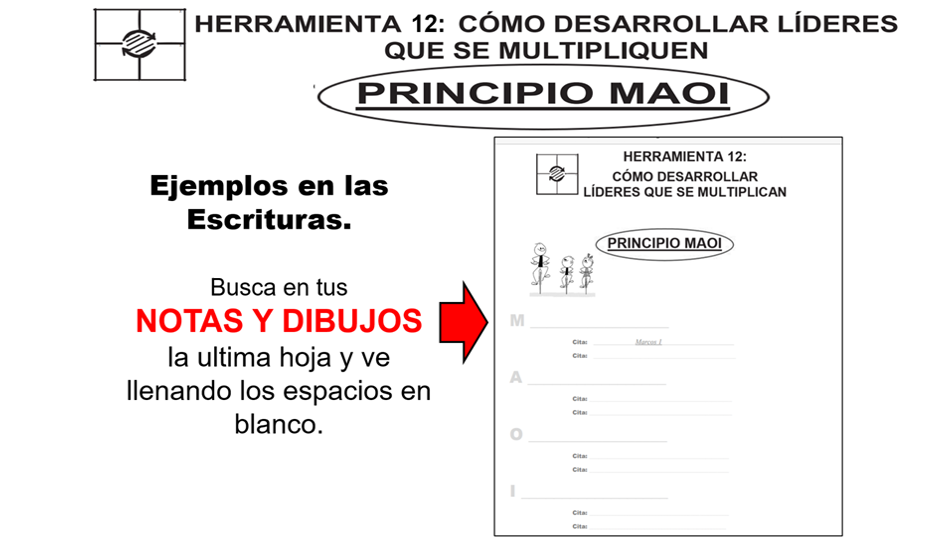 HERRAMIENTA 12: CÓMO DESARROLLAR LÍDERES
QUE SE MULTIPLIQUEN
PRINCIPIO MAOI
Ejemplos en las
Escrituras.
Busca en tus
NOTAS Y DIBUJOS
la ultima hoja y ve
llenando los espacios en
blanco.
HERRAMIENTA 12:
CÓMO DESARROLLAR
LÍDERES QUE SE MULTIPLICAN
PRINCIPIO MAOI
M
Cita: Marcos 1
Cita:
A
Cita:
Cita:
O
Cita:
Cita:
I
Cita:
Cita: